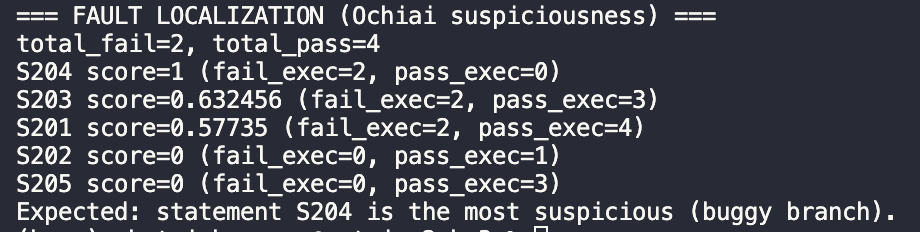 === FAULT LOCALIZATION (Ochiai suspiciousness) ===
total_fail=2, total_pass=4
S204 score=1 (fail_exec=2, pass_exec=0)
S203 score=0.632456 (fail_exec=2, pass_exec=3)
S201 score=0.57735 (fail_exec=2, pass_exec=4)
S202 score=0 (fail_exec=0, pass_exec=1)
S205 score=0 (fail_exec=0, pass_exec=3)
Expected: statement S204 is the most suspicious (buggy branch).